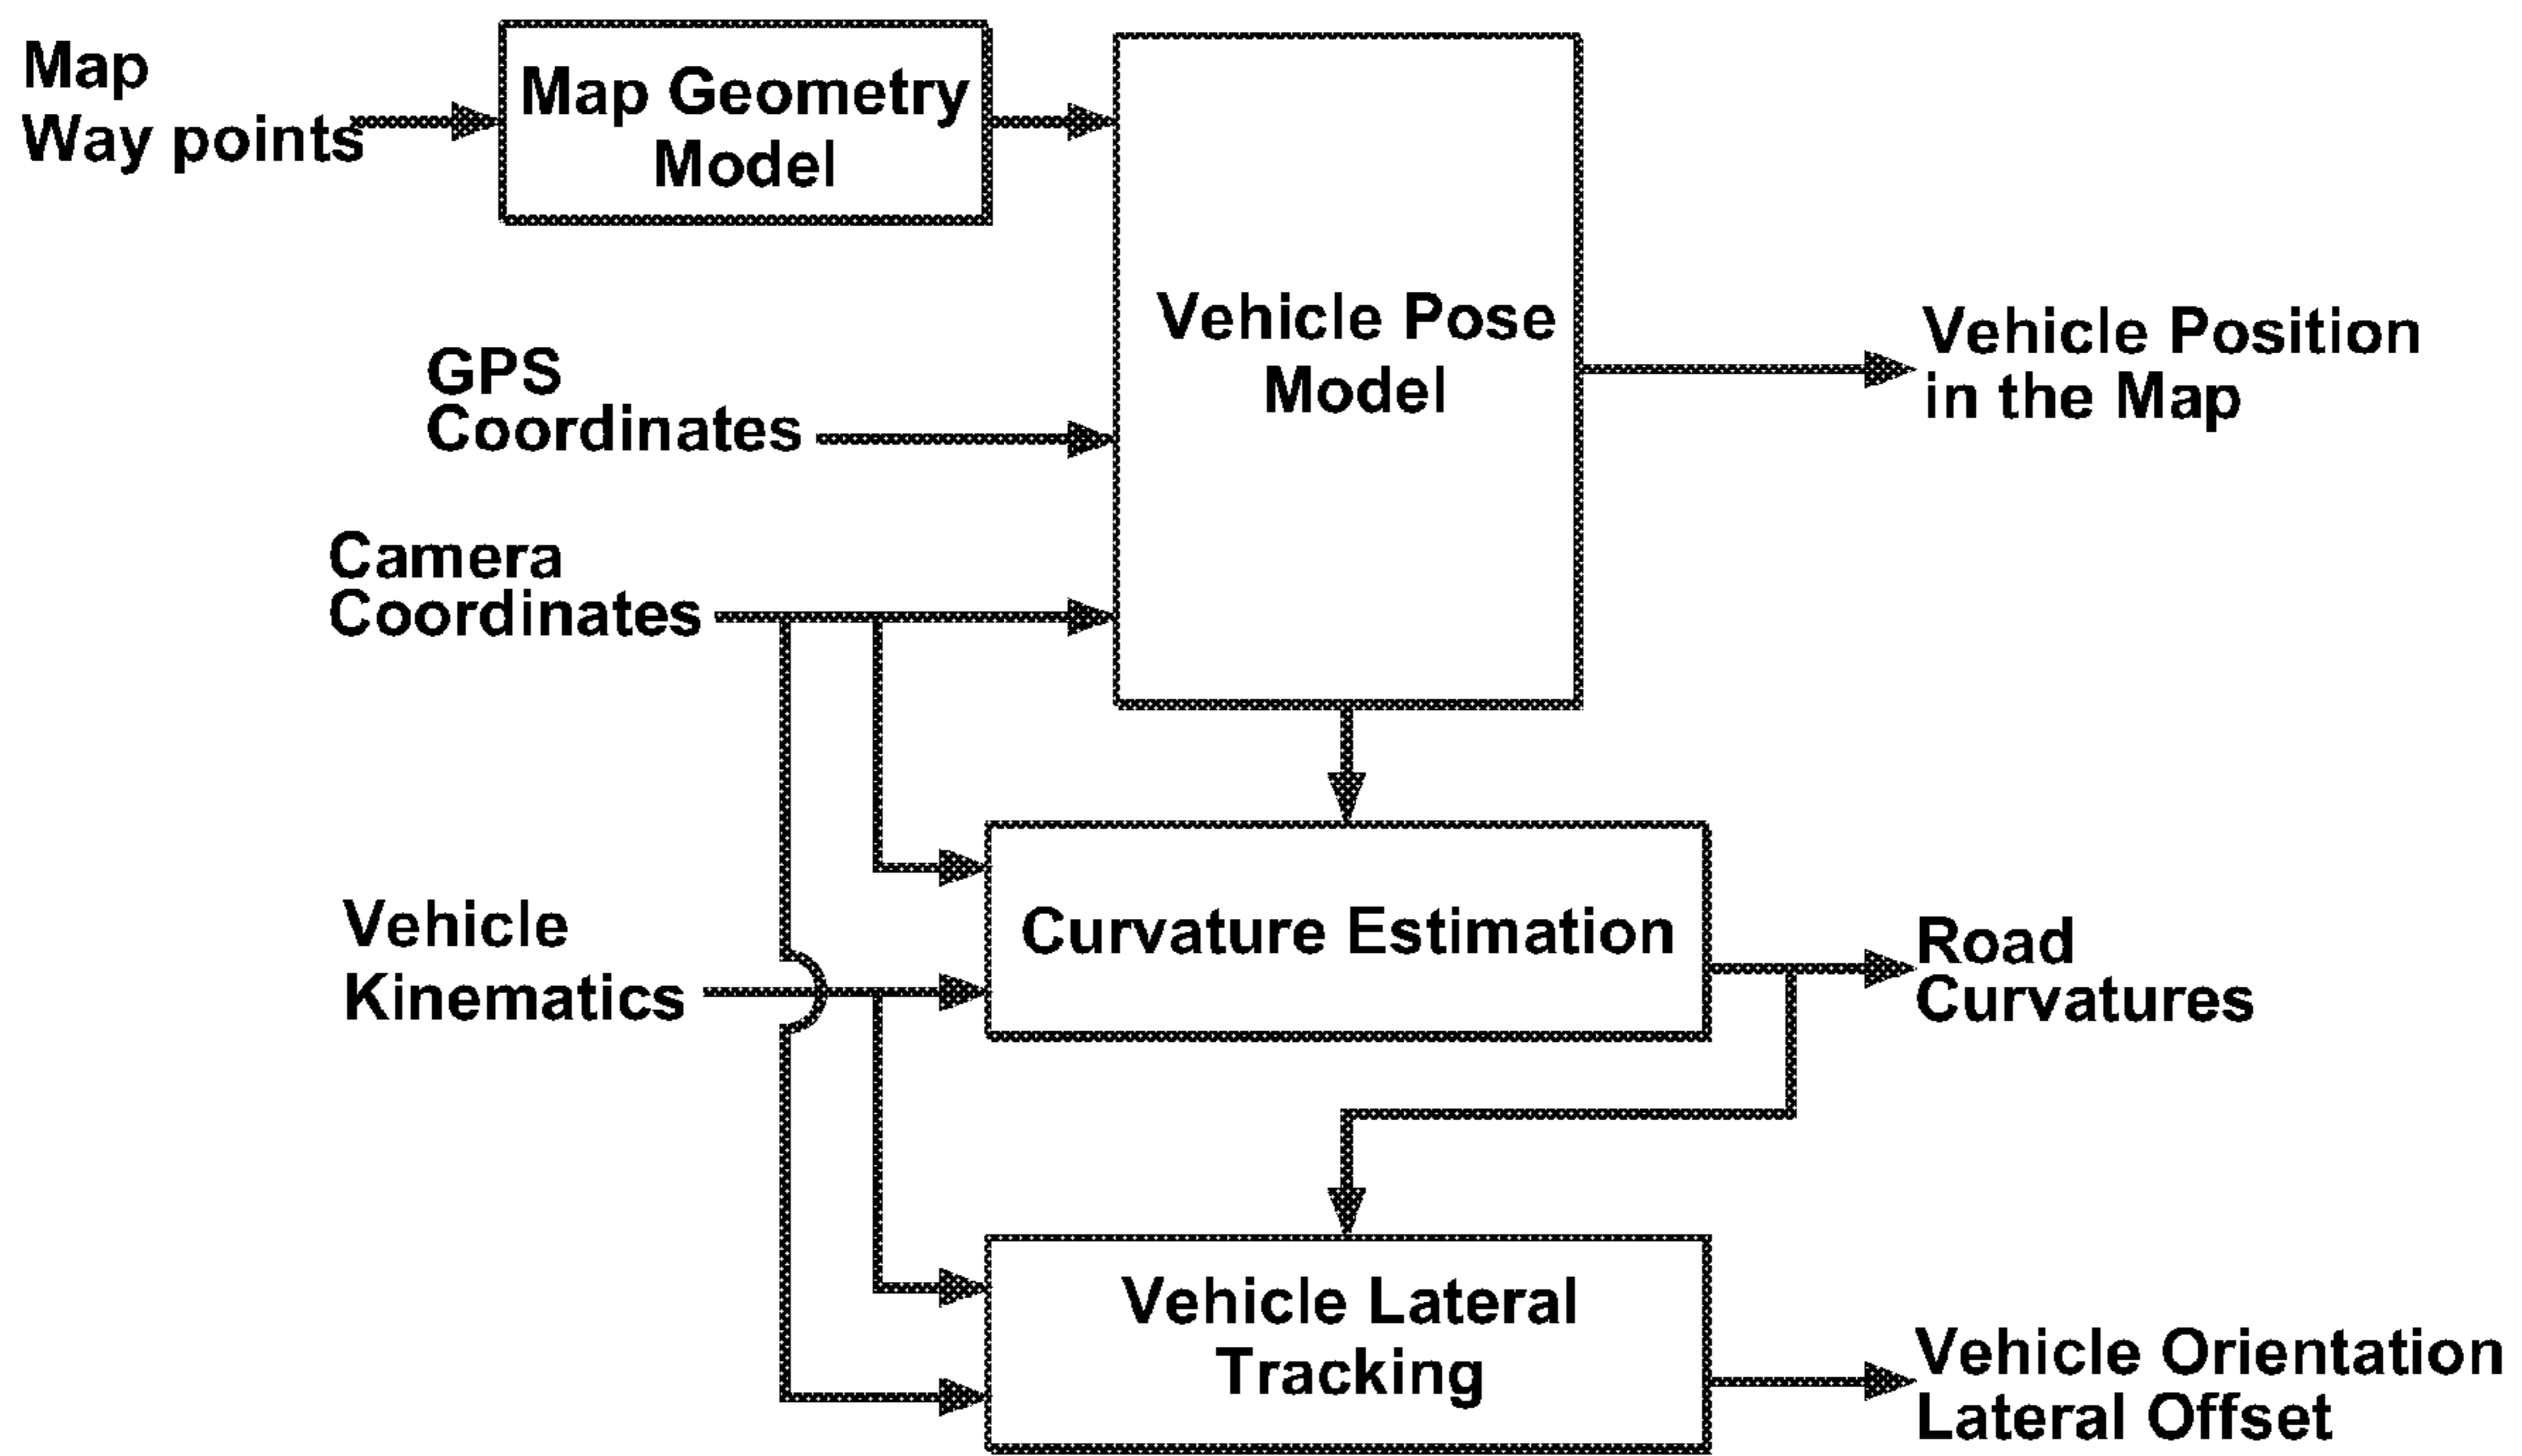 Map
Way points
Map Geometry
Model
Vehicle Pose
Model
GPS
Coordinates
Vehicle Position
in the Map
Camera
Coordinates
Vehicle
Kinematics
Curvature Estimation
Road
Curvatures
Vehicle Lateral
Tracking
Vehicle Orientation
Lateral Offset